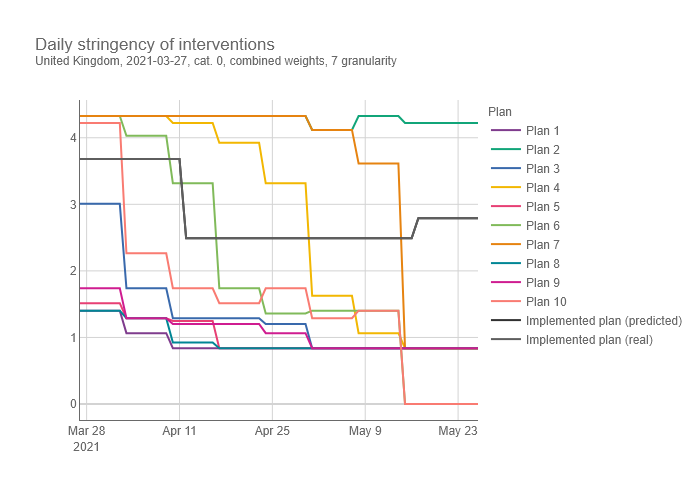 Daily stringency of interventions
United Kingdom, 2021-03-27, cat. 0, combined weights, 7 granularity
Plan
Plan 1
Plan 2
Plan 3
Plan 4
Plan 5
Plan 6
Plan 7
Plan 8
Plan 9
Plan 10
Implemented plan (predicted)
Implemented plan (real)
4
3
2
1
0
Mar 28 Apr 11 Apr 25 May 9 May 23
2021